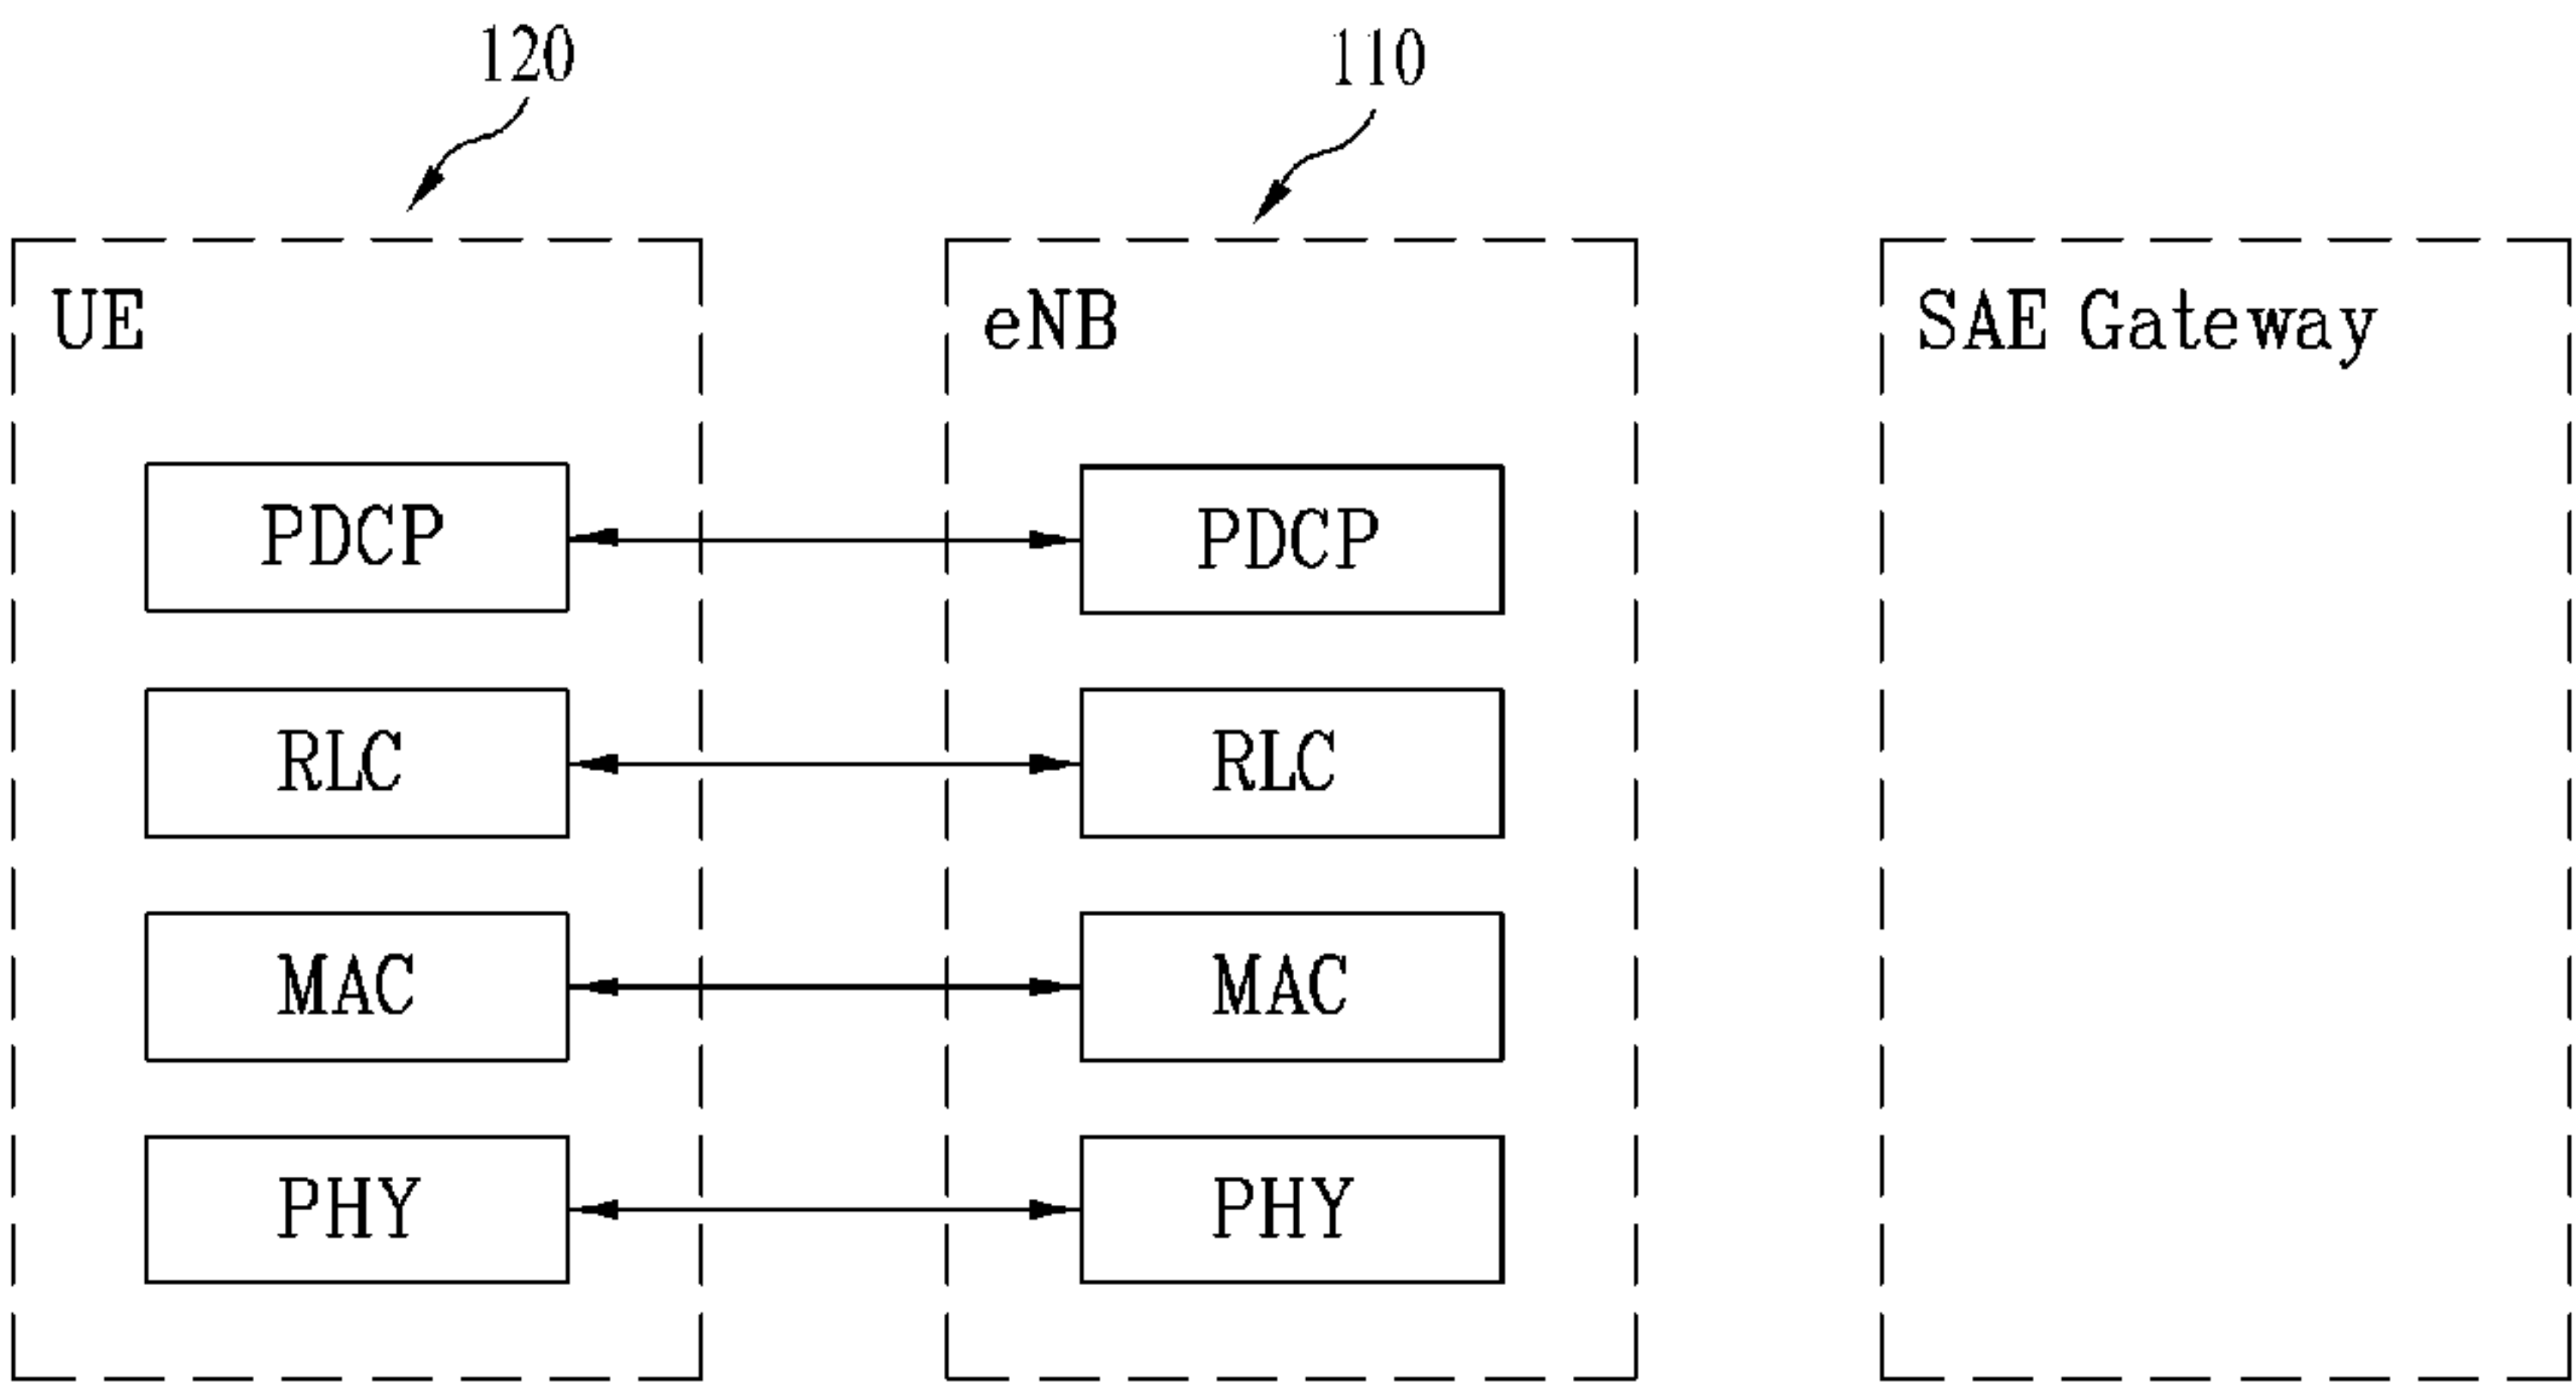 120
110
UE
eNB
SAE Gateway
PDCP
PDCP
RLC
RLC
MAC
MAC
PHY
PHY